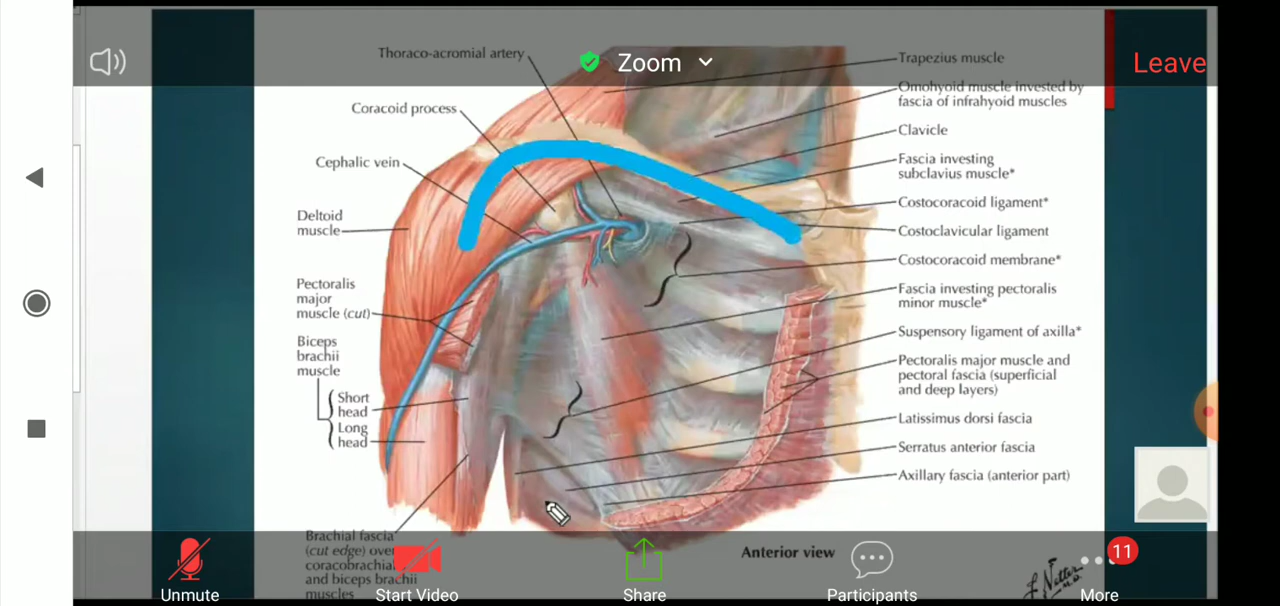 Zoom
Leave
Thoraco-acromial artery
Coracoid process
Cephalic vein
Deltoid
muscle
Pectoralis
major
muscle (cut)
Biceps
brachii
muscle
Short
head
Long
head
Brachial fascia
(cut edge) over
coracobrachial
and biceps brachii
muscles
Trapezius muscle
Omohyoid muscle invested by
fascia of infrahyoid muscles
Clavicle
Fascia investing
subclavius muscle*
Costocoracoid ligament*
Costoclavicular ligament
Costocoracoid membrane*
Fascia investing pectoralis
minor muscle*
Suspensory ligament of axilla*
Pectoralis major muscle and
pectoral fascia (superficial
and deep layers)
Latissimus dorsi fascia
Serratus anterior fascia
Axillary fascia (anterior part)
Anterior view
F. Netter
M.D.
11
Unmute
Start Video
Share
Participants
More